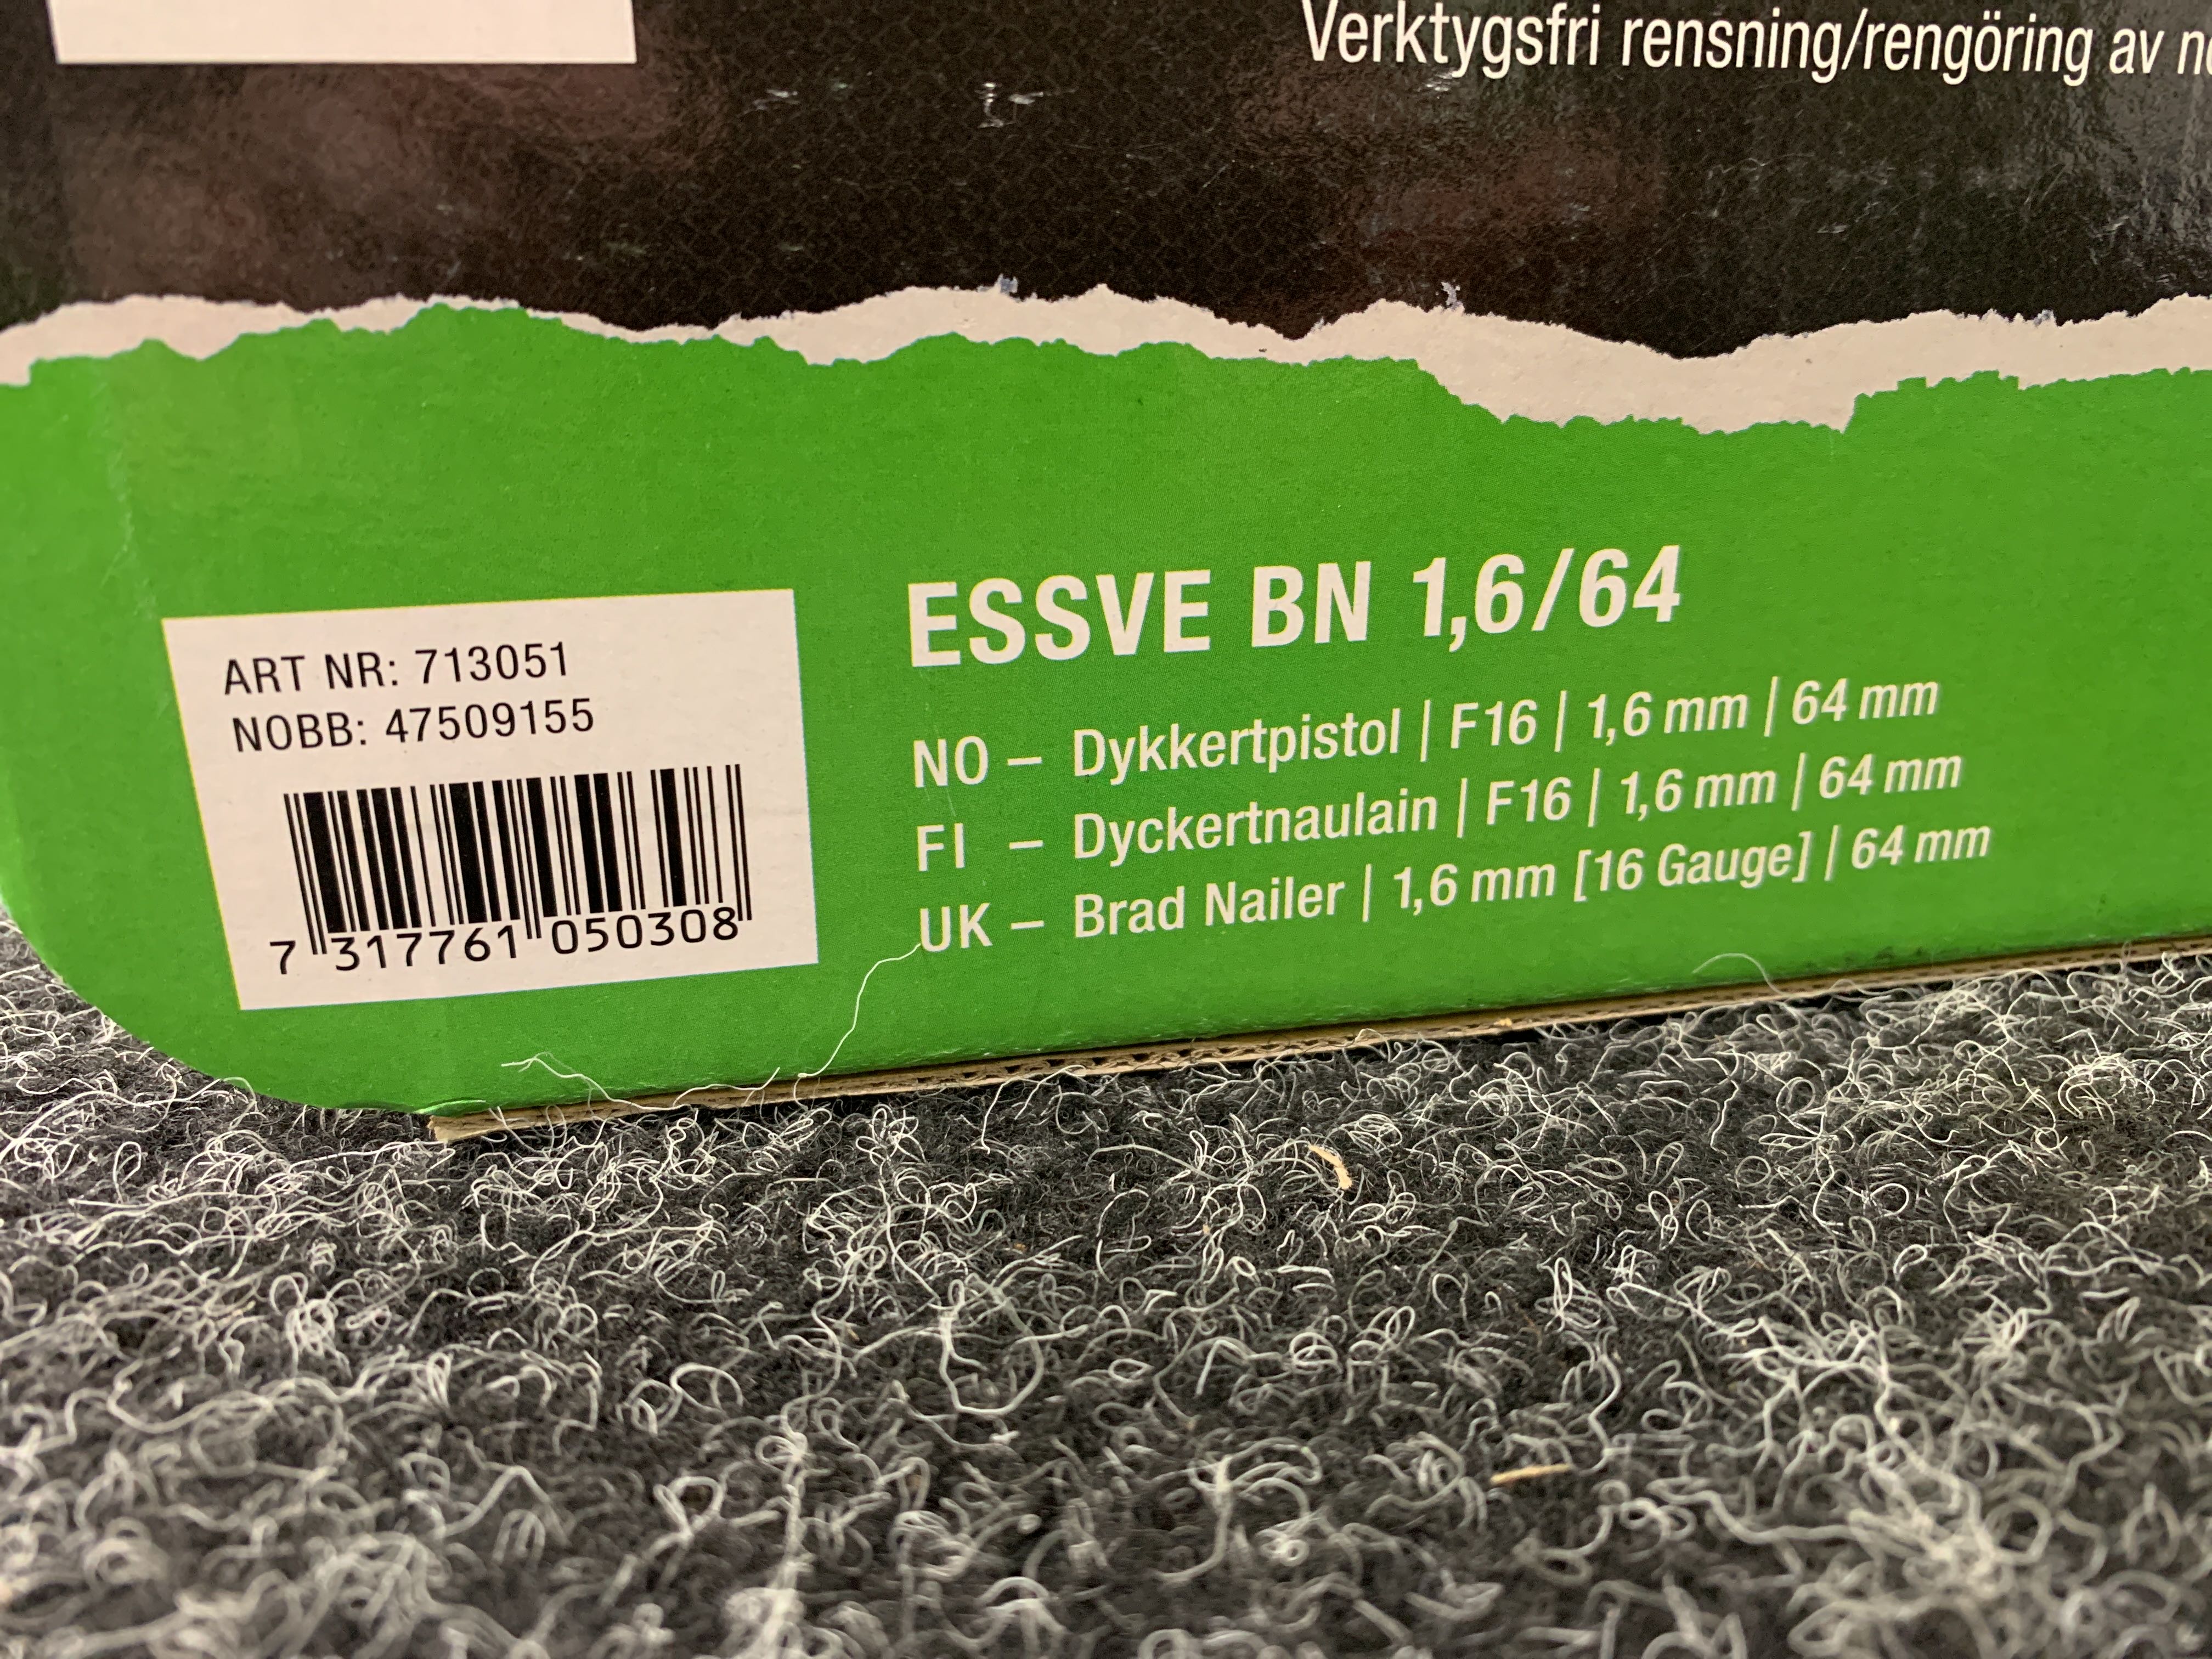 Verktygsfri rensning/rengöring av
ESSVE BN 1,6/64
ART NR: 713051
NOBB: 47509155
7 317761 050308
NO – Dykkertpistol | F16 | 1,6 mm | 64 mm
FI – Dyckertnaulain | F16 | 1,6 mm | 64 mm
UK – Brad Nailer | 1,6 mm [16 Gauge] | 64 mm